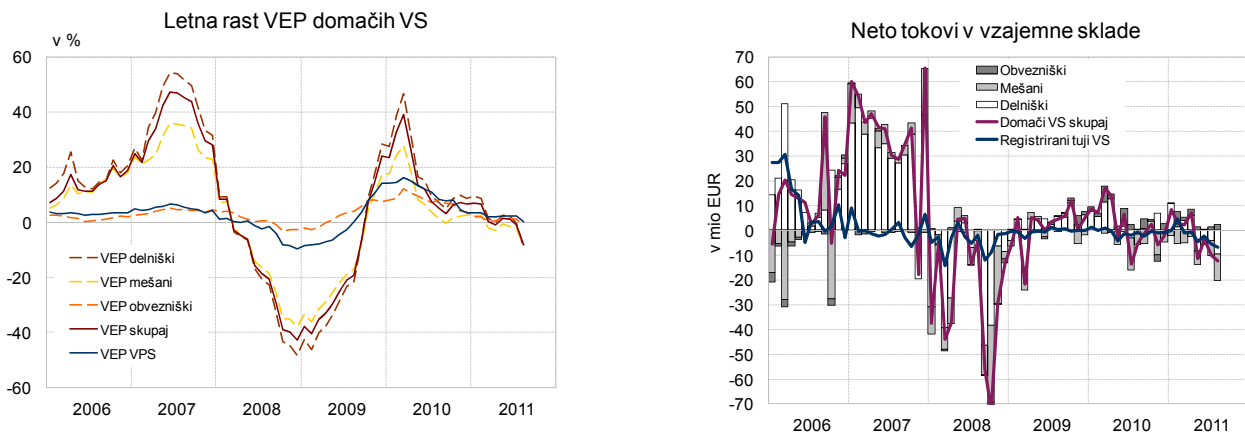 Letna rast VEP domačih VS
v %
60
40
20
0
-20
-40
-60
VEP delniški
VEP mešani
VEP obvezniški
VEP skupaj
VEP VPS
2006 2007 2008 2009 2010 2011
Neto tokovi v vzajemne sklade
v mio EUR
70
60
50
40
30
20
10
0
-10
-20
-30
-40
-50
-60
-70
Obvezniški
Mešani
Delniški
Domači VS skupaj
Registrirani tuji VS
2006 2007 2008 2009 2010 2011